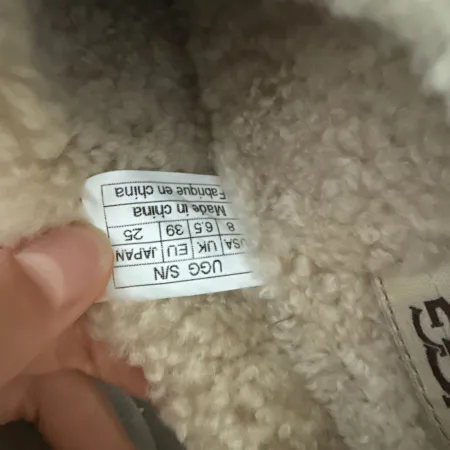 UGG S/N
USA UK EU JAPAN
8 6.5 39 25
Made in china
Fabrique en china